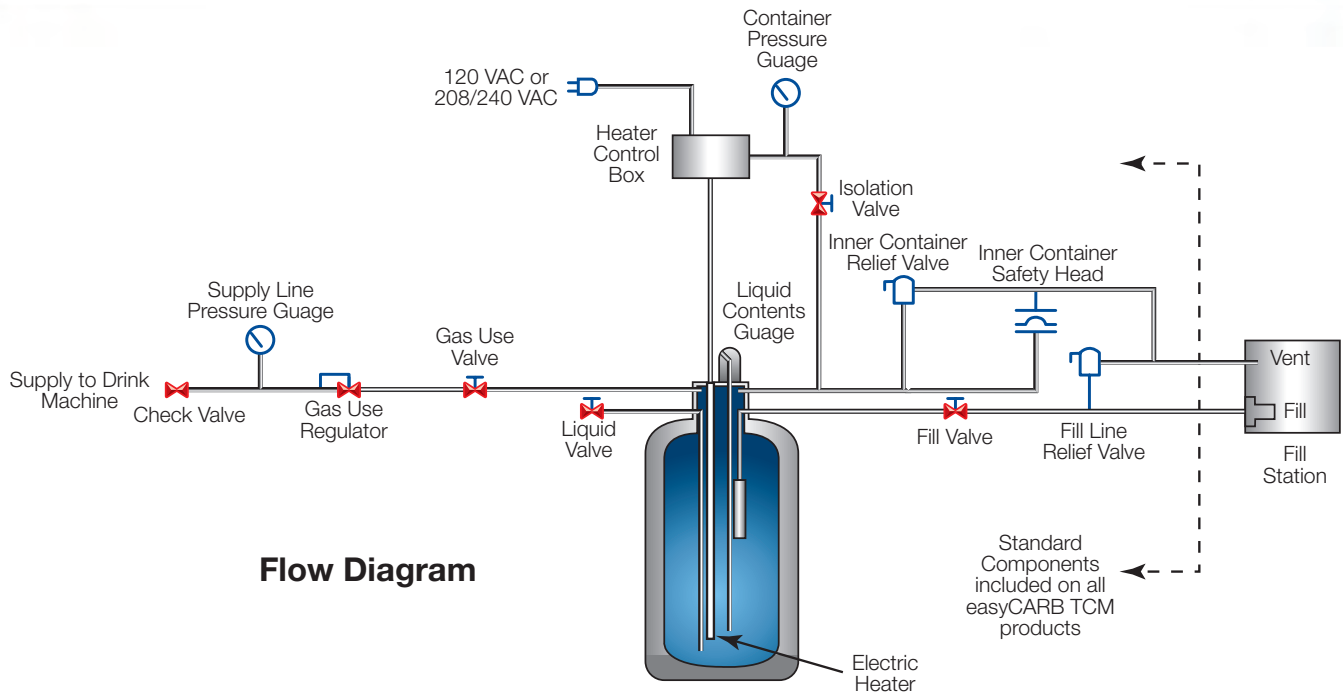 Container
Pressure
Guage
120 VAC or
208/240 VAC
Heater
Control
Box
Isolation
Valve
Inner Container
Relief Valve
Inner Container
Safety Head
Supply Line
Pressure Guage
Liquid
Contents
Guage
Gas Use
Valve
Supply to Drink
Machine
Check Valve
Gas Use
Regulator
Liquid
Valve
Fill Valve
Fill Line
Relief Valve
Vent
Fill
Fill
Station
Flow Diagram
Standard
Components
included on all
easyCARB TCM
products
Electric
Heater